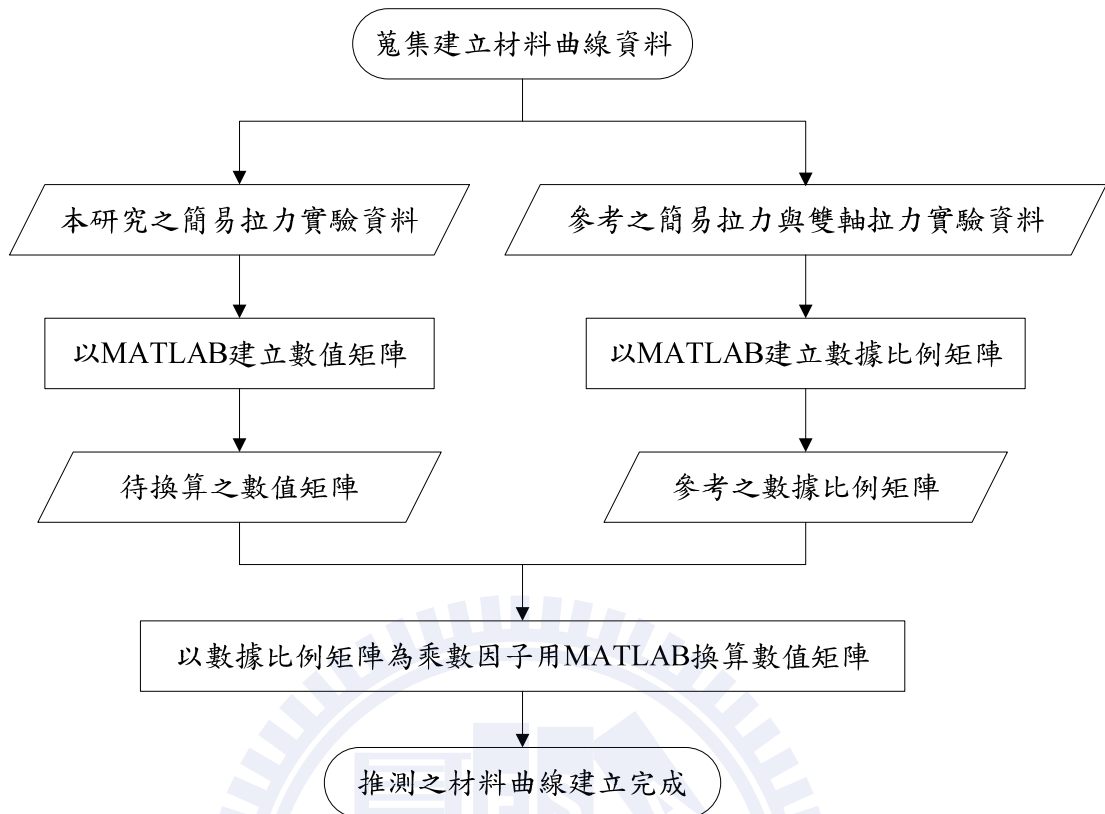 蒐集建立材料曲線資料
本研究之簡易拉力實驗資料
參考之簡易拉力與雙軸拉力實驗資料
以MATLAB建立數值矩陣
以MATLAB建立數據比例矩陣
待換算之數值矩陣
參考之數據比例矩陣
以數據比例矩陣為乘數因子用MATLAB換算數值矩陣
推測之材料曲線建立完成